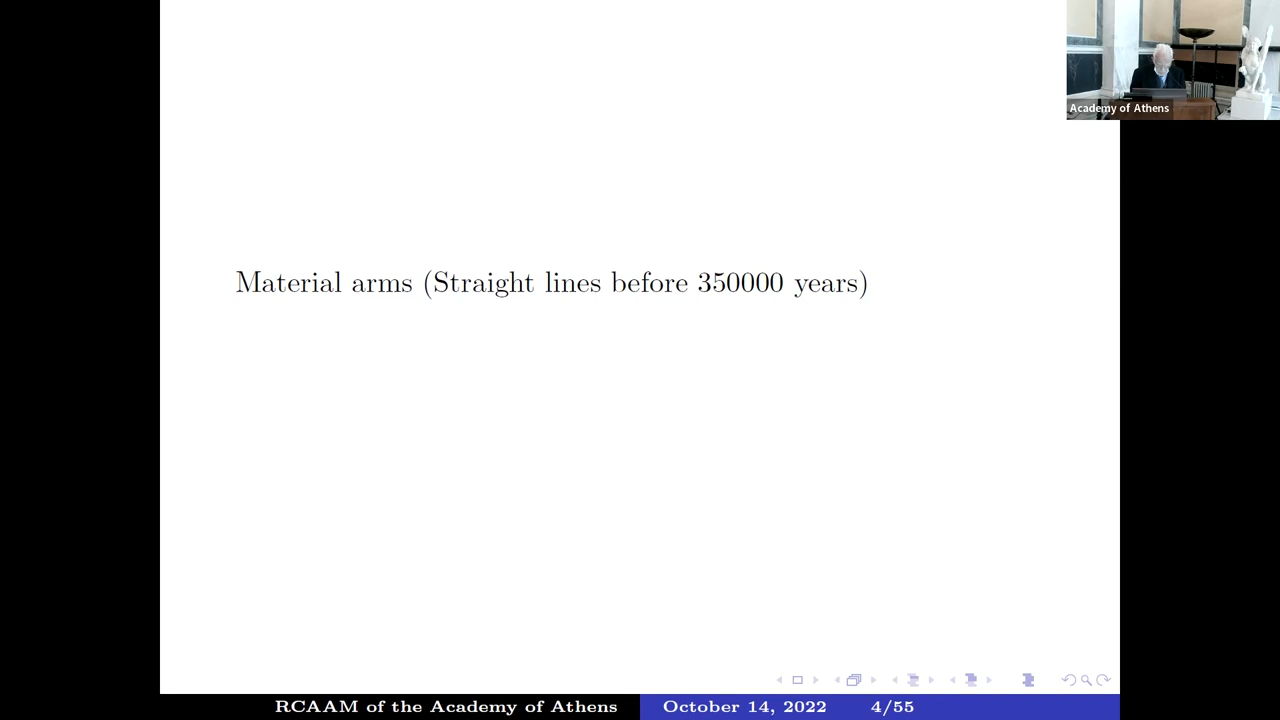 Academy of Athens
Material arms (Straight lines before 350000 years)
RCAAM of the Academy of Athens October 14, 2022 4/55